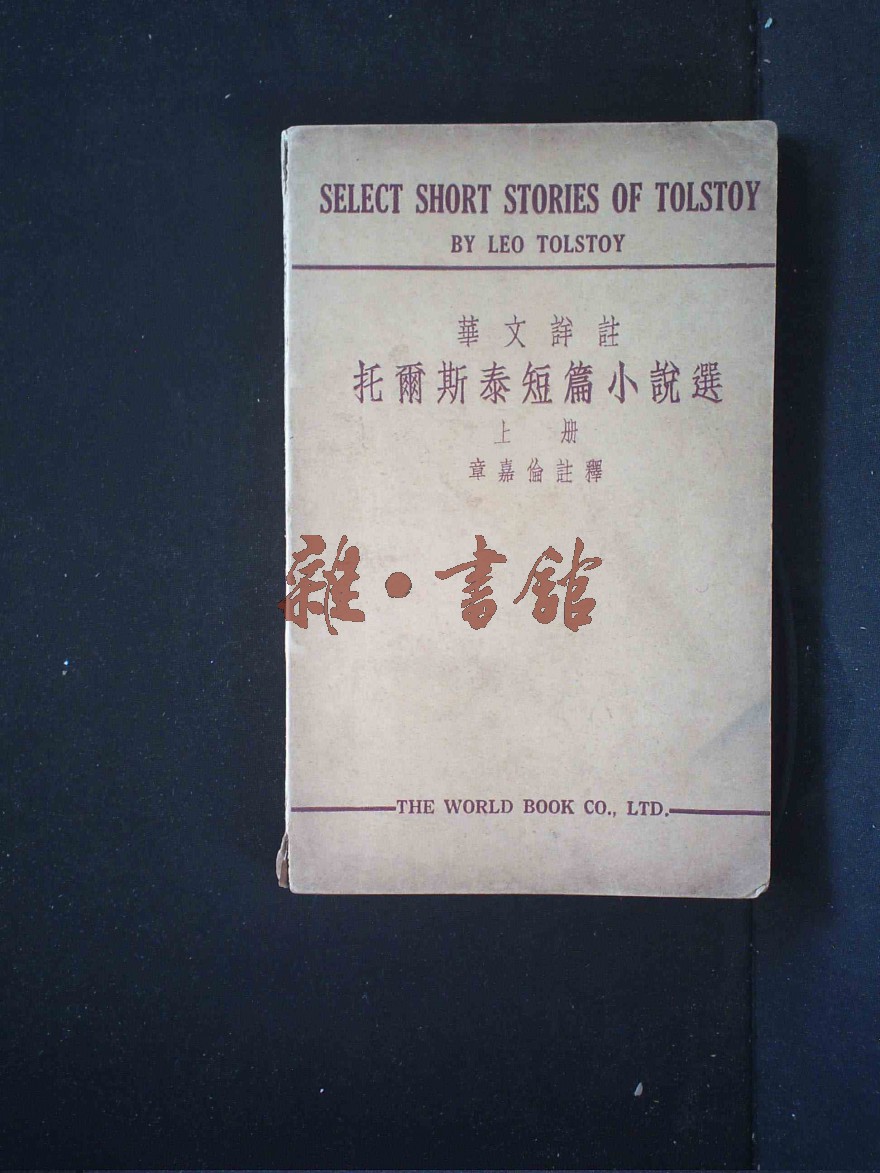 SELECT SHORT STORIES OF TOLSTOY
BY LEO TOLSTOY
華文詳註
托爾斯泰短篇小說選
上册
章嘉倫註釋
雜·書館
THE WORLD BOOK CO., LTD.